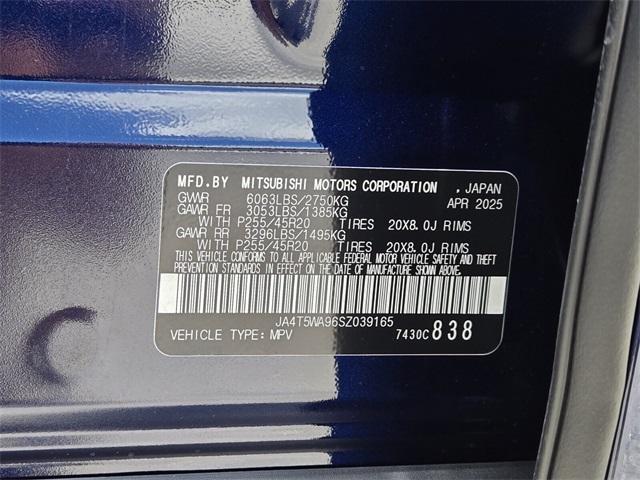 MFD.BY MITSUBISHI MOTORS CORPORATION , JAPAN
GVWR 6063LBS/2750KG APR 2025
GAWR FR 3053LBS/1385KG
WITH P255/45R20 TIRES 20X8.0J RIMS
GAWR RR 3296LBS/1495KG
WITH P255/45R20 TIRES 20X8.0J RIMS
THIS VEHICLE CONFORMS TO ALL APPLICABLE FEDERAL MOTOR VEHICLE SAFETY AND THEFT
PREVENTION STANDARDS IN EFFECT ON THE DATE OF MANUFACTURE SHOWN ABOVE.
JA4T5WA96SZ039165
VEHICLE TYPE:MPV 7430C 838